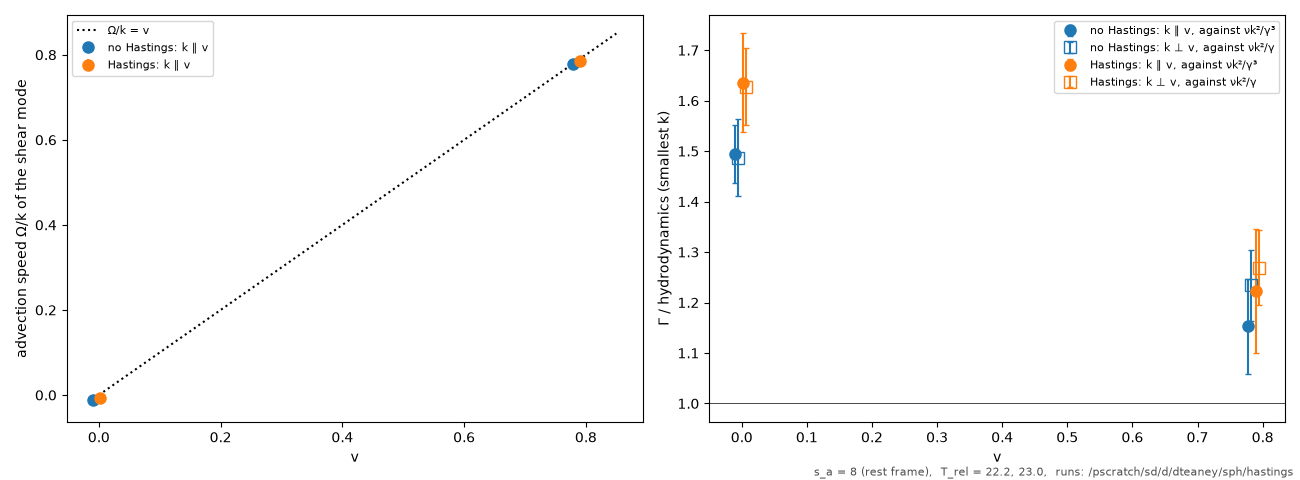 Ω/k = v
no Hastings: k ∥ v
Hastings: k ∥ v
advection speed Ω/k of the shear mode
0.8
0.6
0.4
0.2
0.0
0.0 0.2 0.4 0.6 0.8
v
no Hastings: k ∥ v, against νk²/γ³
no Hastings: k ⊥ v, against νk²/γ
Hastings: k ∥ v, against νk²/γ³
Hastings: k ⊥ v, against νk²/γ
Γ / hydrodynamics (smallest k)
1.7
1.6
1.5
1.4
1.3
1.2
1.1
1.0
0.0 0.1 0.2 0.3 0.4 0.5 0.6 0.7 0.8
v
s_a = 8 (rest frame), T_rel = 22.2, 23.0, runs: /pscratch/sd/d/dteaney/sph/hastings